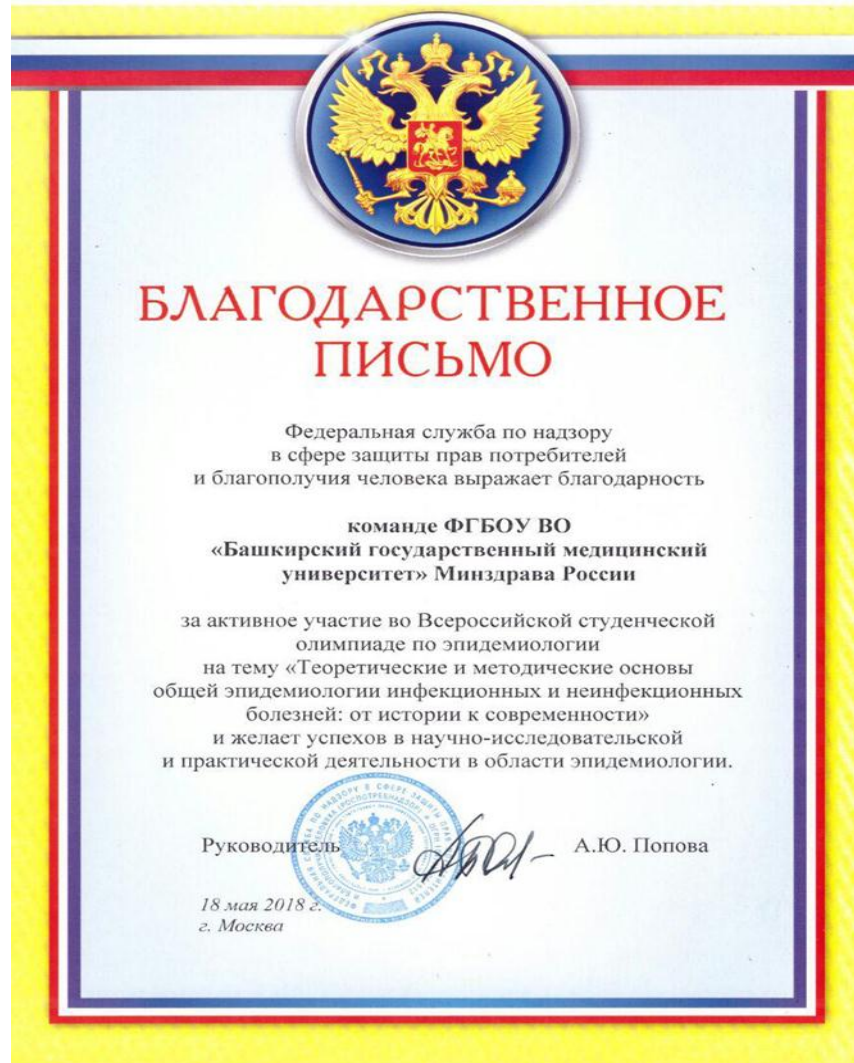 БЛАГОДАРСТВЕННОЕ
ПИСЬМО
Федеральная служба по надзору
в сфере защиты прав потребителей
и благополучия человека выражает благодарность
команде ФГБОУ ВО
«Башкирский государственный медицинский
университет» Минздрава России
за активное участие во Всероссийской студенческой
олимпиаде по эпидемиологии
на тему «Теоретические и методические основы
общей эпидемиологии инфекционных и неинфекционных
болезней: от истории к современности»
и желает успехов в научно-исследовательской
и практической деятельности в области эпидемиологии.
Руководитель
А.Ю. Попова
18 мая 2018 г.
г. Москва